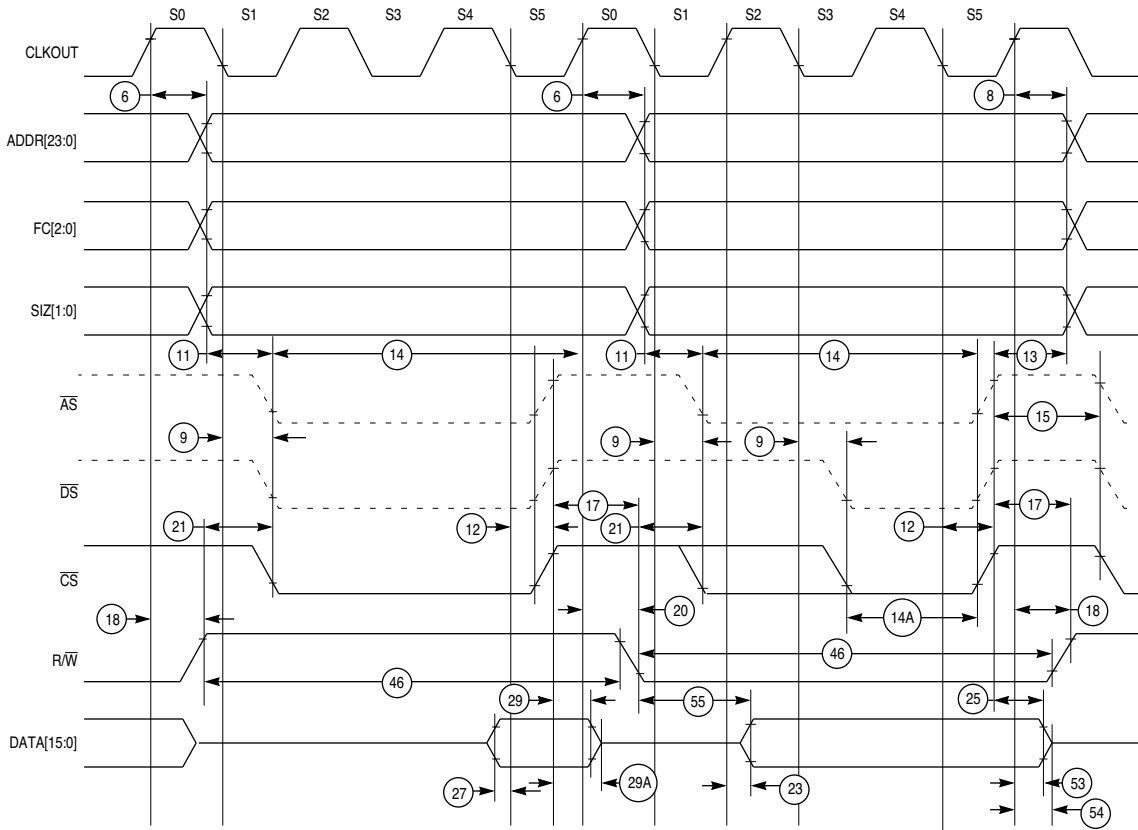 S0 S1 S2 S3 S4 S5 S0 S1 S2 S3 S4 S5
CLKOUT
6 6 8
ADDR[23:0]
FC[2:0]
SIZ[1:0]
11 14 11 14 13
AS
15
9 9 9
DS
21 12 17 21 12 17
CS
18 20 14A 18
R/W
46 46
29 55 25
DATA[15:0]
27 29A 23 53
54